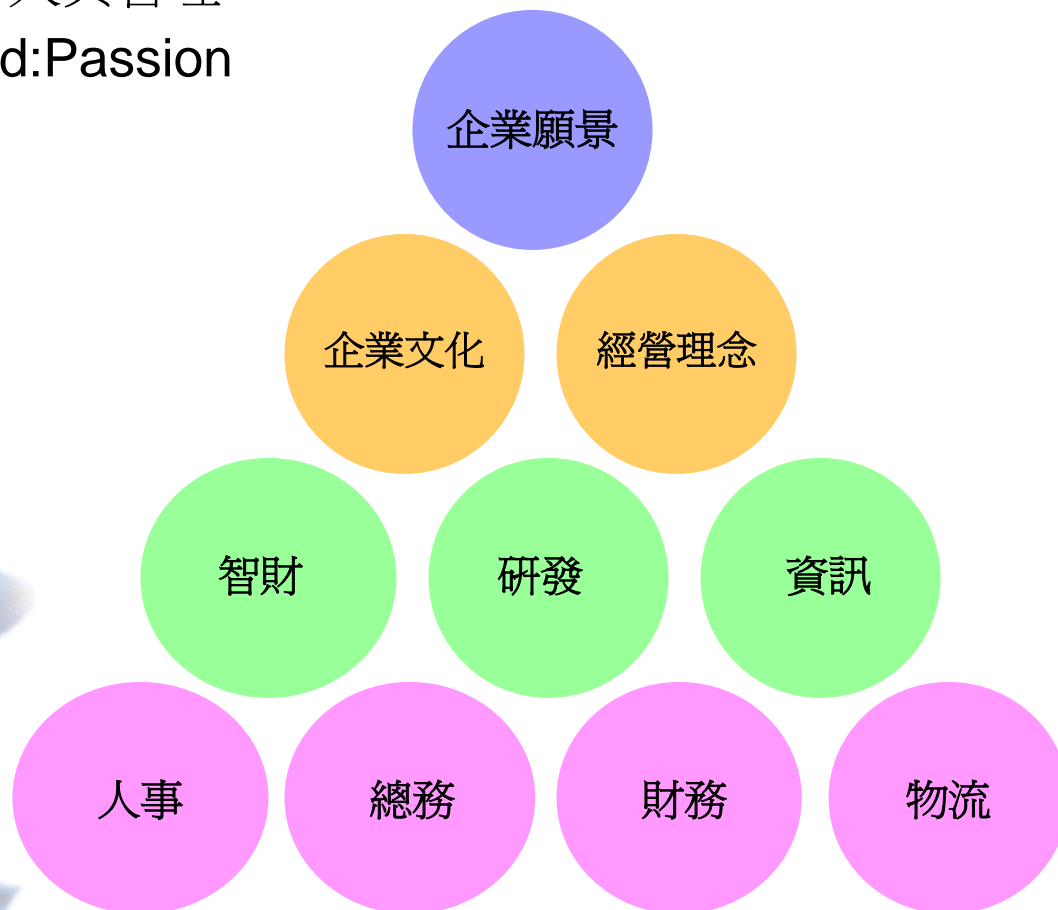 d:Passion
企業願景
企業文化 經營理念
智財 研發 資訊
人事 總務 財務 物流